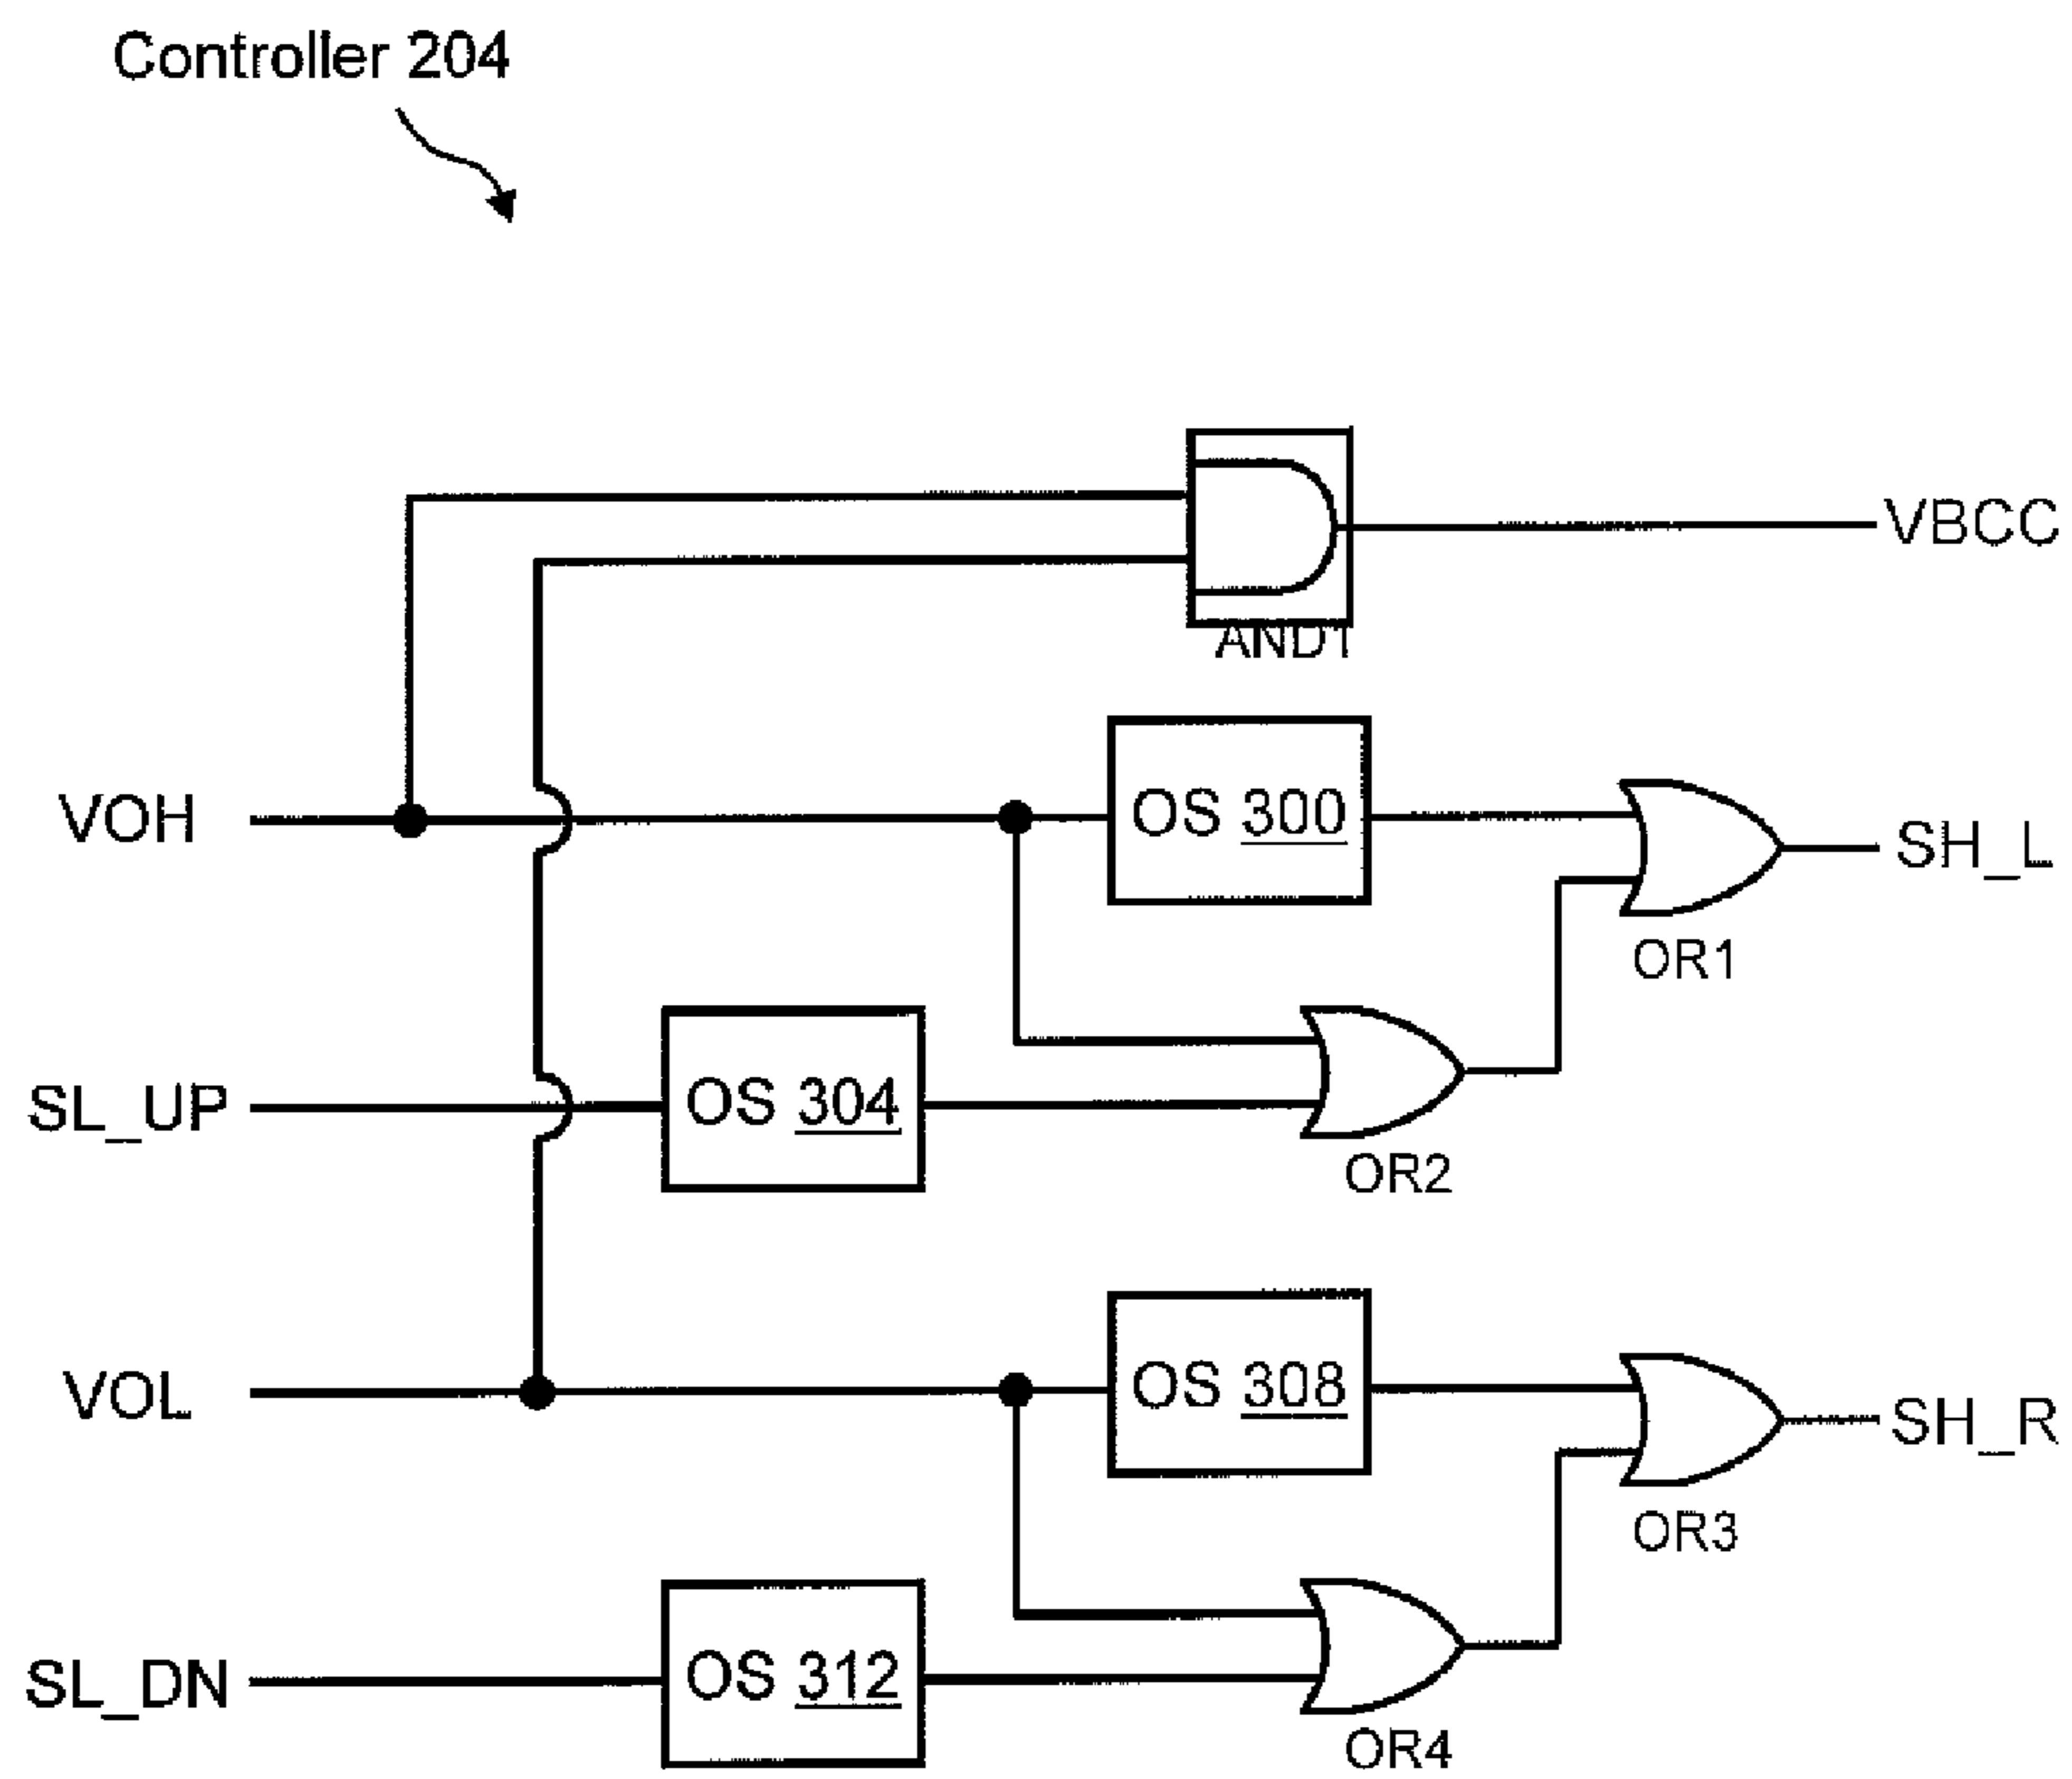 Controller 204
VBCC
AND1
VOH
OS 300
SH_L
OR1
SL_UP
OS 304
OR2
VOL
OS 308
SH_R
OR3
SL_DN
OS 312
OR4